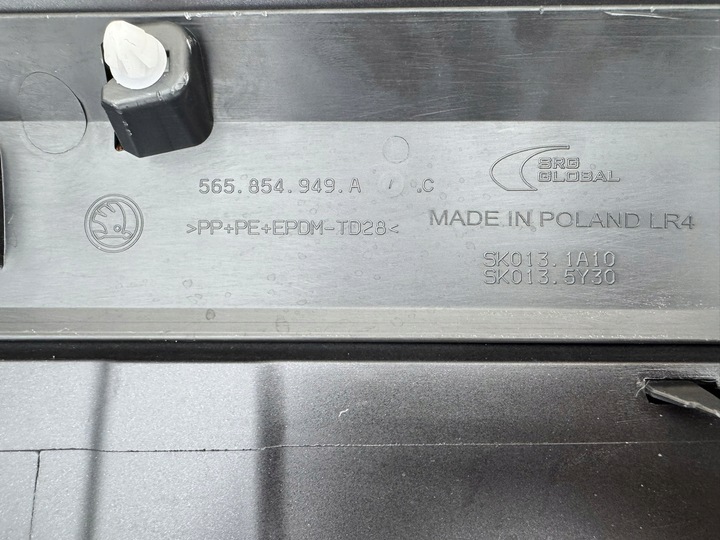 565.854.949.A .C
>PP+PE+EPDM-TD28<
SRG
GLOBAL
MADE IN POLAND LR4
SK013.1A10
SK013.5Y30